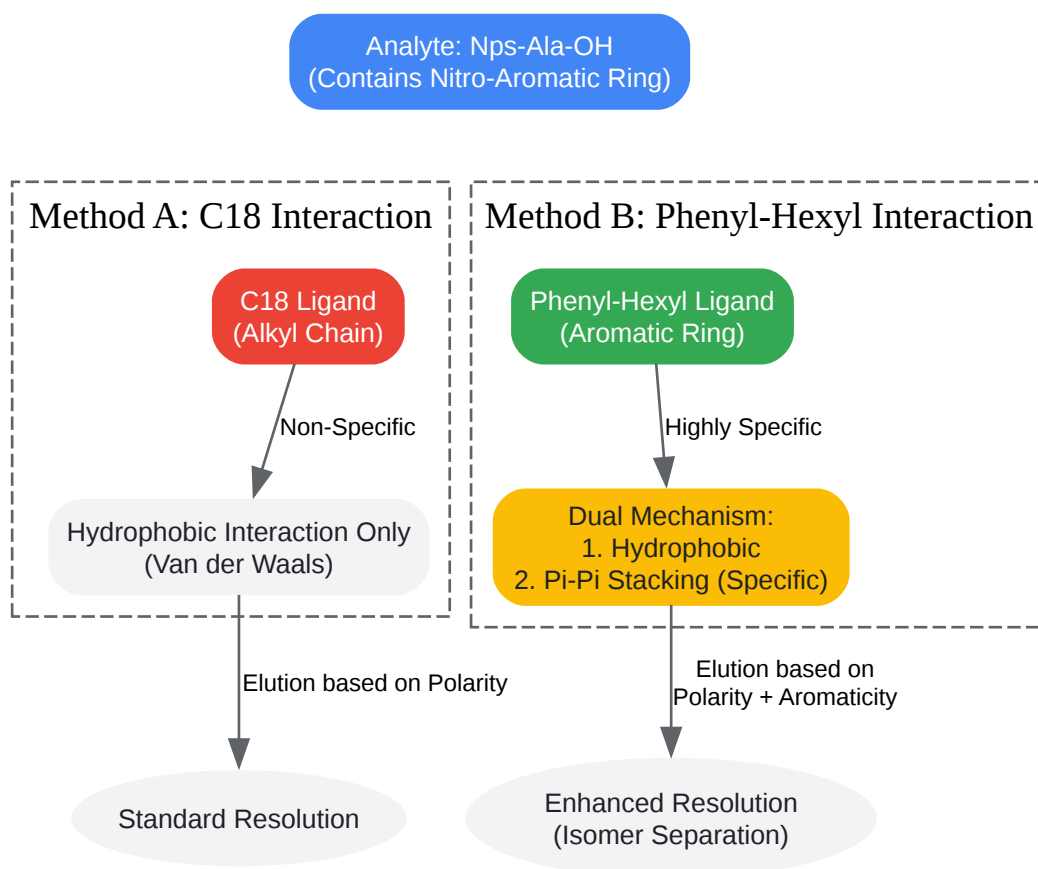 Analyte: Nps-Ala-OH
(Contains Nitro-Aromatic Ring)
Method A: C18 Interaction
C18 Ligand
(Alkyl Chain)
Non-Specific
Hydrophobic Interaction Only
(Van der Waals)
Elution based on Polarity
Standard Resolution
Method B: Phenyl-Hexyl Interaction
Phenyl-Hexyl Ligand
(Aromatic Ring)
Highly Specific
Dual Mechanism:
1. Hydrophobic
2. Pi-Pi Stacking (Specific)
Elution based on
Polarity + Aromaticity
Enhanced Resolution
(Isomer Separation)